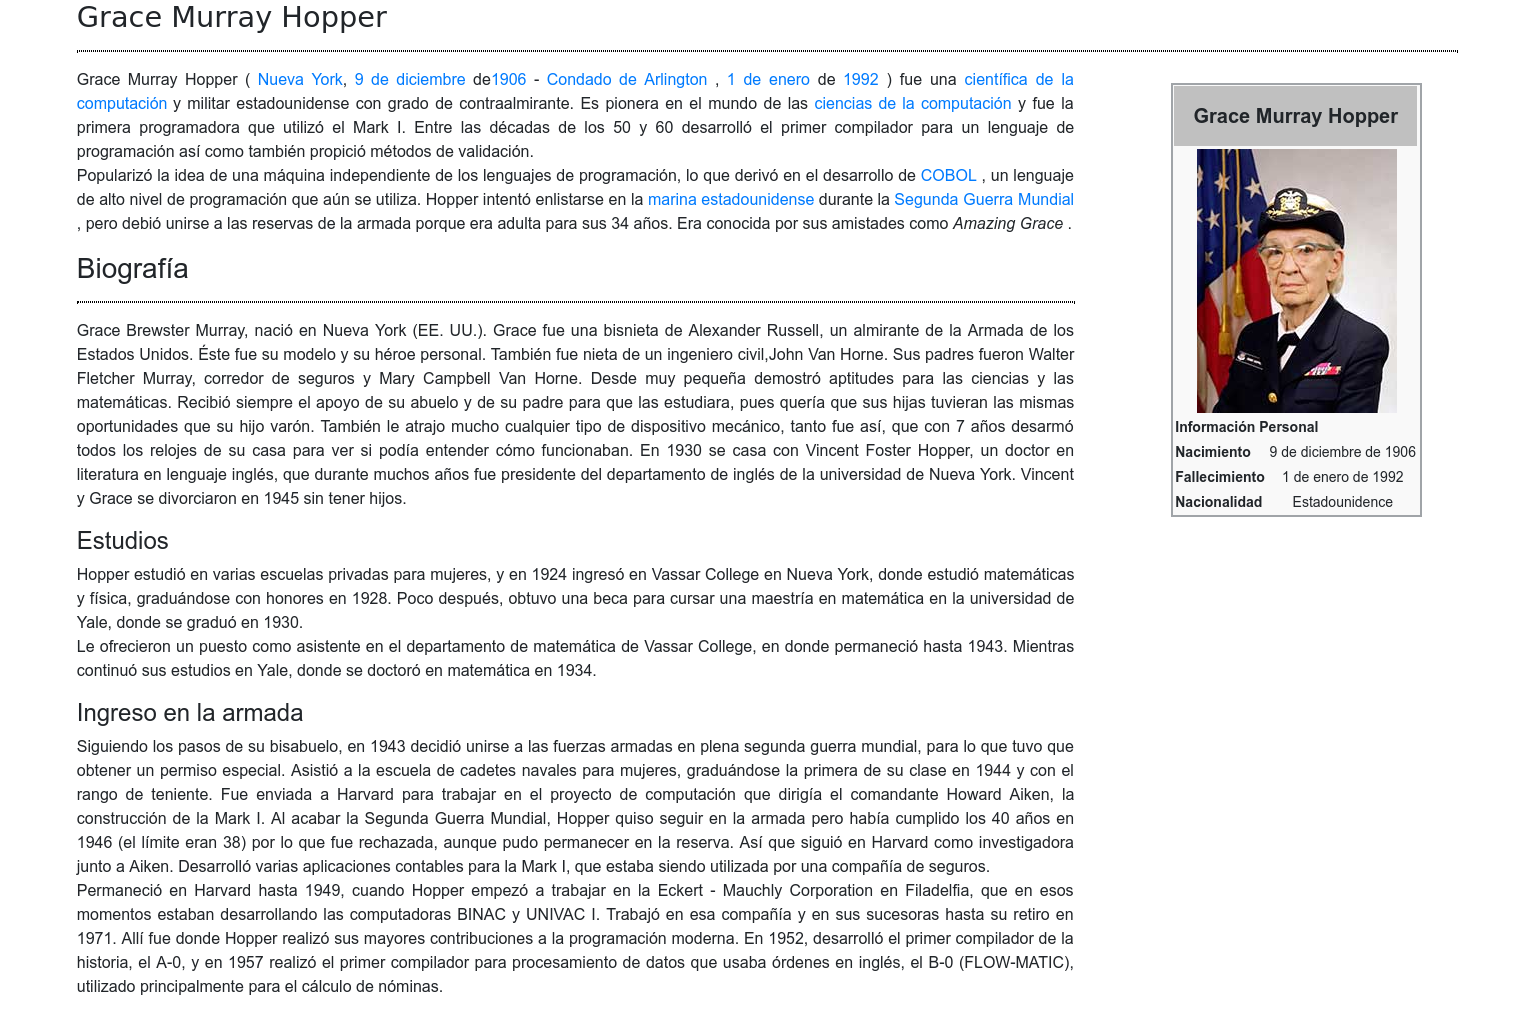 Grace Murray Hopper
Grace Murray Hopper ( Nueva York, 9 de diciembre de1906 - Condado de Arlington , 1 de enero de 1992 ) fue una científica de la
computación y militar estadounidense con grado de contraalmirante. Es pionera en el mundo de las ciencias de la computación y fue la
primera programadora que utilizó el Mark I. Entre las décadas de los 50 y 60 desarrolló el primer compilador para un lenguaje de
programación así como también propició métodos de validación.
Popularizó la idea de una máquina independiente de los lenguajes de programación, lo que derivó en el desarrollo de COBOL , un lenguaje
de alto nivel de programación que aún se utiliza. Hopper intentó enlistarse en la marina estadounidense durante la Segunda Guerra Mundial
, pero debió unirse a las reservas de la armada porque era adulta para sus 34 años. Era conocida por sus amistades como Amazing Grace .
Biografía
Grace Brewster Murray, nació en Nueva York (EE. UU.). Grace fue una bisnieta de Alexander Russell, un almirante de la Armada de los
Estados Unidos. Éste fue su modelo y su héroe personal. También fue nieta de un ingeniero civil,John Van Horne. Sus padres fueron Walter
Fletcher Murray, corredor de seguros y Mary Campbell Van Horne. Desde muy pequeña demostró aptitudes para las ciencias y las
matemáticas. Recibió siempre el apoyo de su abuelo y de su padre para que las estudiara, pues quería que sus hijas tuvieran las mismas
oportunidades que su hijo varón. También le atrajo mucho cualquier tipo de dispositivo mecánico, tanto fue así, que con 7 años desarmó
todos los relojes de su casa para ver si podía entender cómo funcionaban. En 1930 se casa con Vincent Foster Hopper, un doctor en
literatura en lenguaje inglés, que durante muchos años fue presidente del departamento de inglés de la universidad de Nueva York. Vincent
y Grace se divorciaron en 1945 sin tener hijos.
Estudios
Hopper estudió en varias escuelas privadas para mujeres, y en 1924 ingresó en Vassar College en Nueva York, donde estudió matemáticas
y física, graduándose con honores en 1928. Poco después, obtuvo una beca para cursar una maestría en matemática en la universidad de
Yale, donde se graduó en 1930.
Le ofrecieron un puesto como asistente en el departamento de matemática de Vassar College, en donde permaneció hasta 1943. Mientras
continuó sus estudios en Yale, donde se doctoró en matemática en 1934.
Ingreso en la armada
Siguiendo los pasos de su bisabuelo, en 1943 decidió unirse a las fuerzas armadas en plena segunda guerra mundial, para lo que tuvo que
obtener un permiso especial. Asistió a la escuela de cadetes navales para mujeres, graduándose la primera de su clase en 1944 y con el
rango de teniente. Fue enviada a Harvard para trabajar en el proyecto de computación que dirigía el comandante Howard Aiken, la
construcción de la Mark I. Al acabar la Segunda Guerra Mundial, Hopper quiso seguir en la armada pero había cumplido los 40 años en
1946 (el límite eran 38) por lo que fue rechazada, aunque pudo permanecer en la reserva. Así que siguió en Harvard como investigadora
junto a Aiken. Desarrolló varias aplicaciones contables para la Mark I, que estaba siendo utilizada por una compañía de seguros.
Permaneció en Harvard hasta 1949, cuando Hopper empezó a trabajar en la Eckert - Mauchly Corporation en Filadelfia, que en esos
momentos estaban desarrollando las computadoras BINAC y UNIVAC I. Trabajó en esa compañía y en sus sucesoras hasta su retiro en
1971. Allí fue donde Hopper realizó sus mayores contribuciones a la programación moderna. En 1952, desarrolló el primer compilador de la
historia, el A-0, y en 1957 realizó el primer compilador para procesamiento de datos que usaba órdenes en inglés, el B-0 (FLOW-MATIC),
utilizado principalmente para el cálculo de nóminas.
Grace Murray Hopper
Información Personal
Nacimiento 9 de diciembre de 1906
Fallecimiento 1 de enero de 1992
Nacionalidad Estadounidence